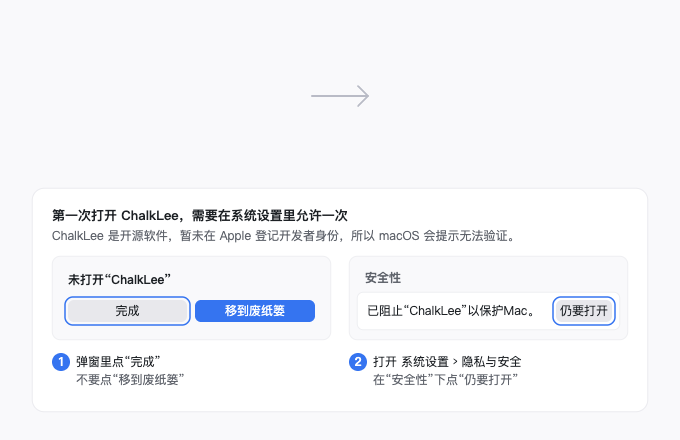 第一次打开 ChalkLee，需要在系统设置里允许一次
ChalkLee 是开源软件，暂未在 Apple 登记开发者身份，所以 macOS 会提示无法验证。
未打开“ChalkLee”
完成
移到废纸篓
安全性
已阻止“ChalkLee”以保护Mac。
仍要打开
1 弹窗里点“完成”
不要点“移到废纸篓”
2 打开 系统设置 › 隐私与安全
在“安全性”下点“仍要打开”